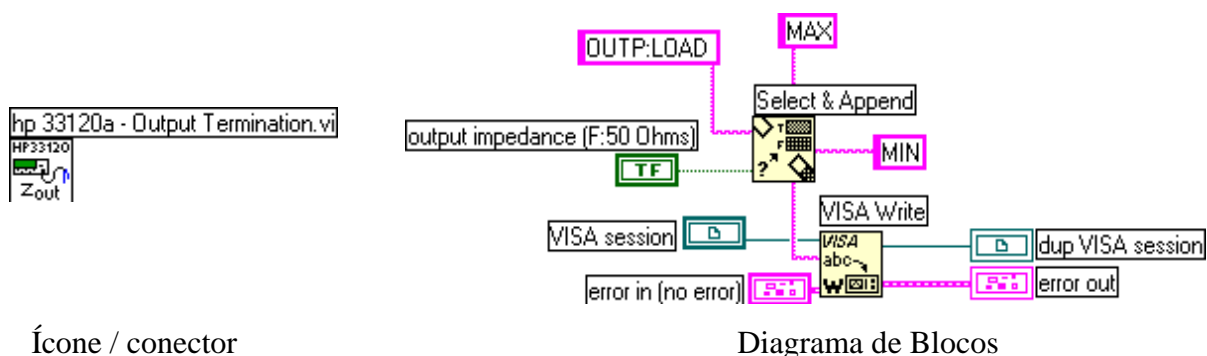 hp 33120a - Output Termination.vi
HP33120
Zout
OUTP:LOAD
MAX
Select & Append
T
F
?
output impedance (F:50 Ohms)
TF
MIN
VISA Write
VISA
abc
W
VISA session
dup VISA session
error in (no error)
error out
Ícone / conector
Diagrama de Blocos